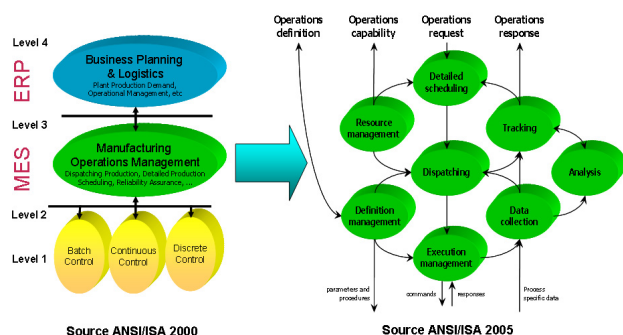 Level 4
ERP
Business Planning
& Logistics
Plant Production Demand,
Operational Management, etc
Level 3
MES
Manufacturing
Operations Management
Dispatching Production, Detailed Production
Scheduling, Reliability Assurance, ...
Level 2
Level 1
Batch
Control
Continuous
Control
Discrete
Control
Source ANSI/ISA 2000
Operations
definition
Operations
capability
Operations
request
Operations
response
Detailed
scheduling
Resource
management
Tracking
Dispatching
Analysis
Definition
management
Data
collection
Execution
management
parameters and
procedures
commands
responses
Process
specific data
Source ANSI/ISA 2005